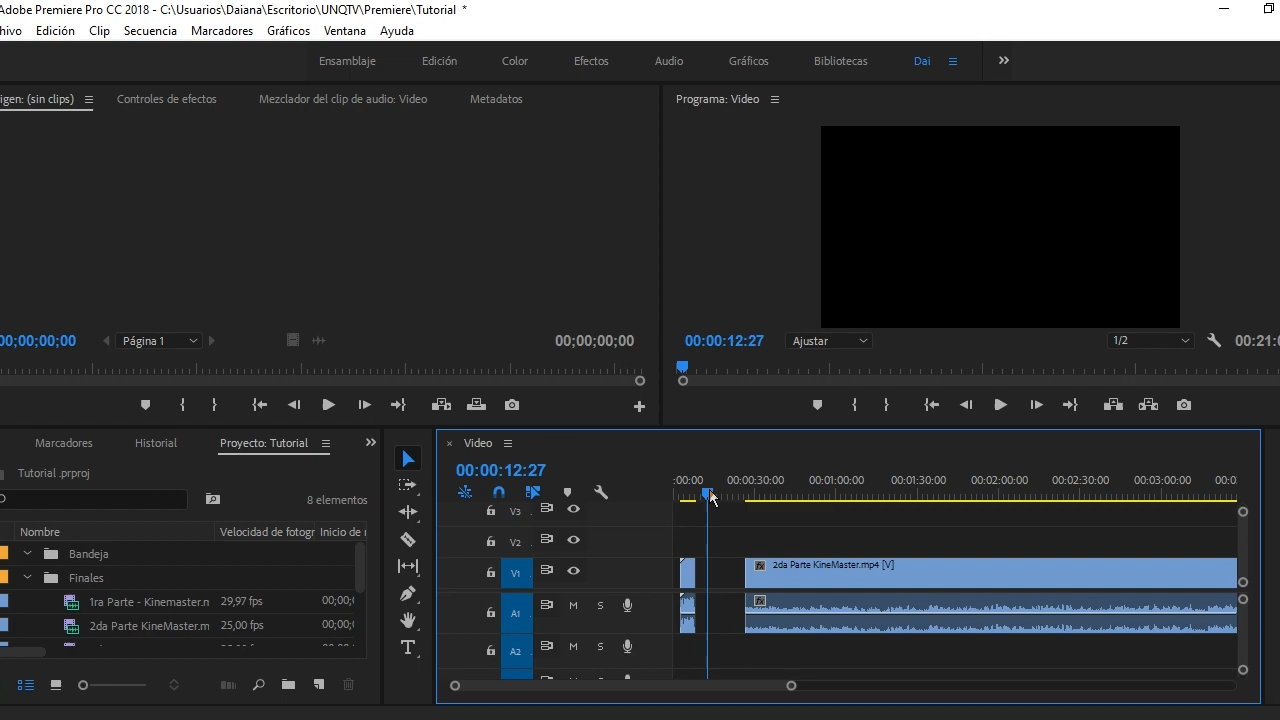 Adobe Premiere Pro CC 2018 - C:\Usuarios\Daiana\Escritorio\UNQTV\Premiere\Tutorial *
hivo Edición Clip Secuencia Marcadores Gráficos Ventana Ayuda
Ensamblaje Edición Color Efectos Audio Gráficos Bibliotecas Dai
igen: (sin clips) Controles de efectos Mezclador del clip de audio: Video Metadatos Programa: Video
00;00;00;00 Página 1 00;00;00;00 00:00:12:27 Ajustar 1/2 00:21:0
Marcadores Historial Proyecto: Tutorial
Tutorial .prproj
8 elementos
Nombre Velocidad de fotogr Inicio de
Bandeja
Finales
1ra Parte - Kinemaster.n 29,97 fps 00;00;
2da Parte KineMaster.m 25,00 fps 00:00:
× Video
00:00:12:27
:00:00 00:00:30:00 00:01:00:00 00:01:30:00 00:02:00:00 00:02:30:00 00:03:00:00 00:0
V3
V2
V1 fx 2da Parte KineMaster.mp4 [V]
A1 M S fx
A2 M S